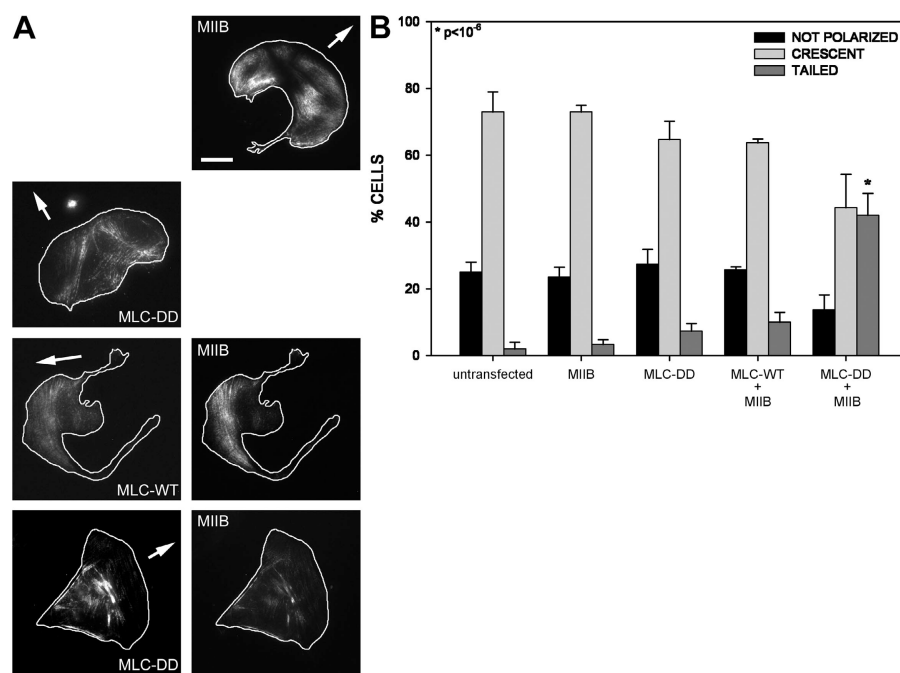 A
MIIB
MLC-DD
MLC-WT
MIIB
MLC-DD
MIIB
B
* p<10-6
NOT POLARIZED
CRESCENT
TAILED
% CELLS
100
80
60
40
20
0
*
untransfected
MIIB
MLC-DD
MLC-WT
+
MIIB
MLC-DD
+
MIIB